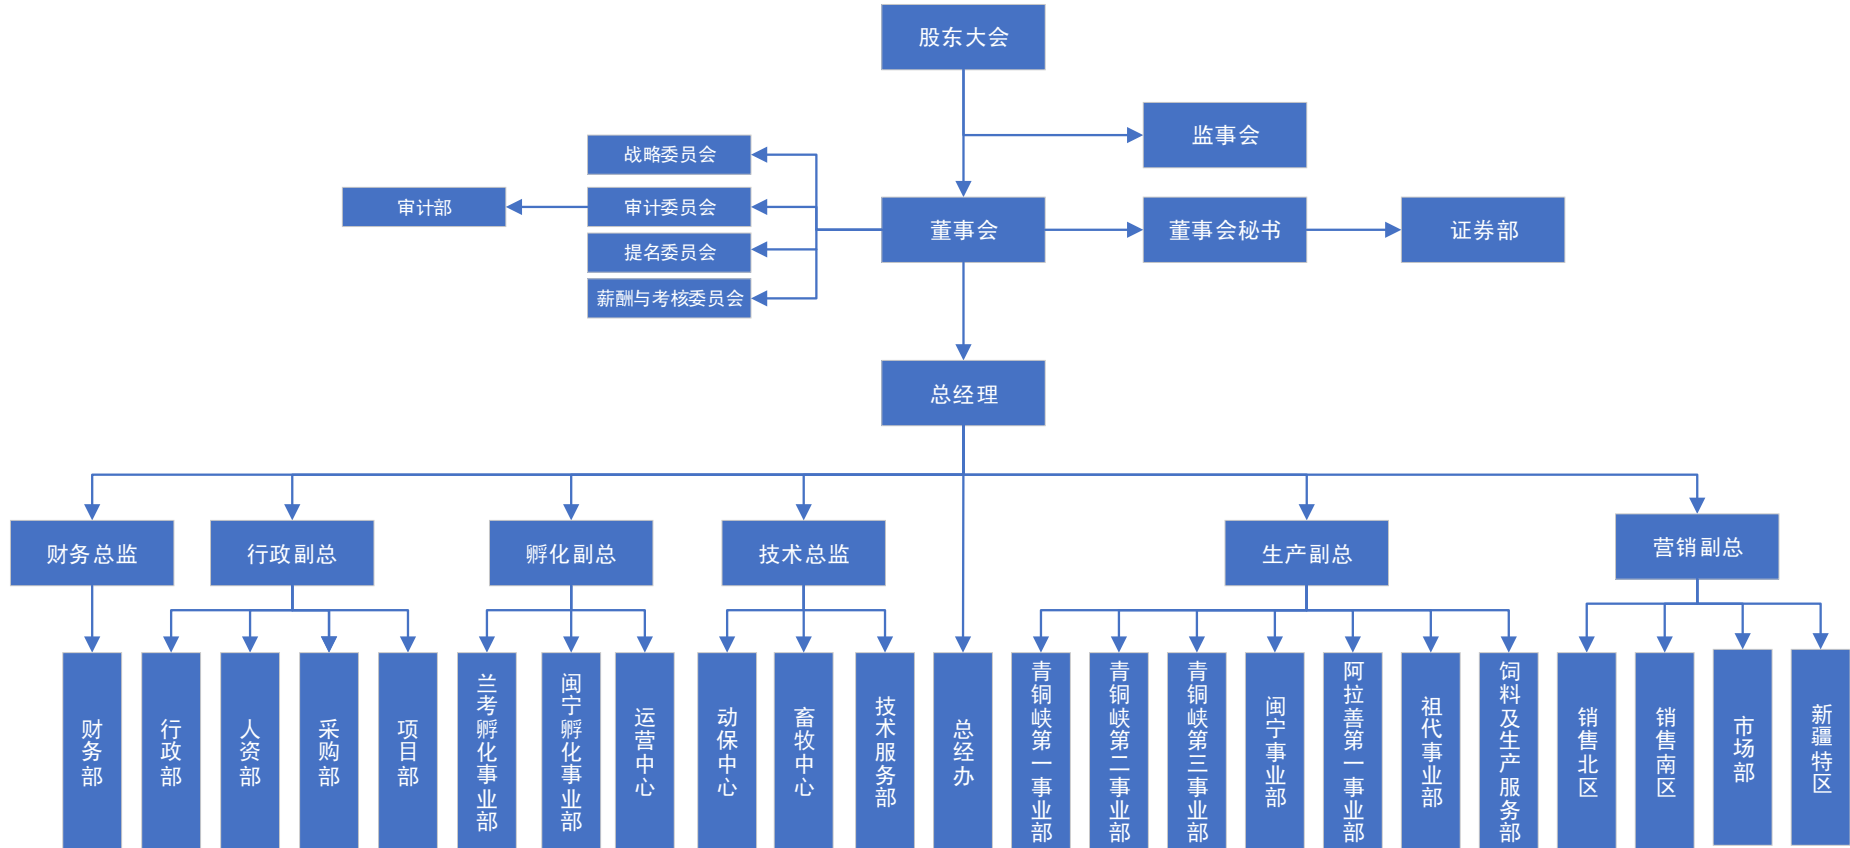 股东大会
监事会
战略委员会
审计部
审计委员会
董事会
董事会秘书
证券部
提名委员会
薪酬与考核委员会
总经理
财务总监
行政副总
孵化副总
技术总监
生产副总
营销副总
财务部
行政部
人资部
采购部
项目部
兰考孵化事业部
闽宁孵化事业部
运营中心
动保中心
畜牧中心
技术服务部
总经办
青铜峡第一事业部
青铜峡第二事业部
青铜峡第三事业部
闽宁事业部
阿拉善第一事业部
祖代事业部
饲料及生产服务部
销售北区
销售南区
市场部
新疆特区